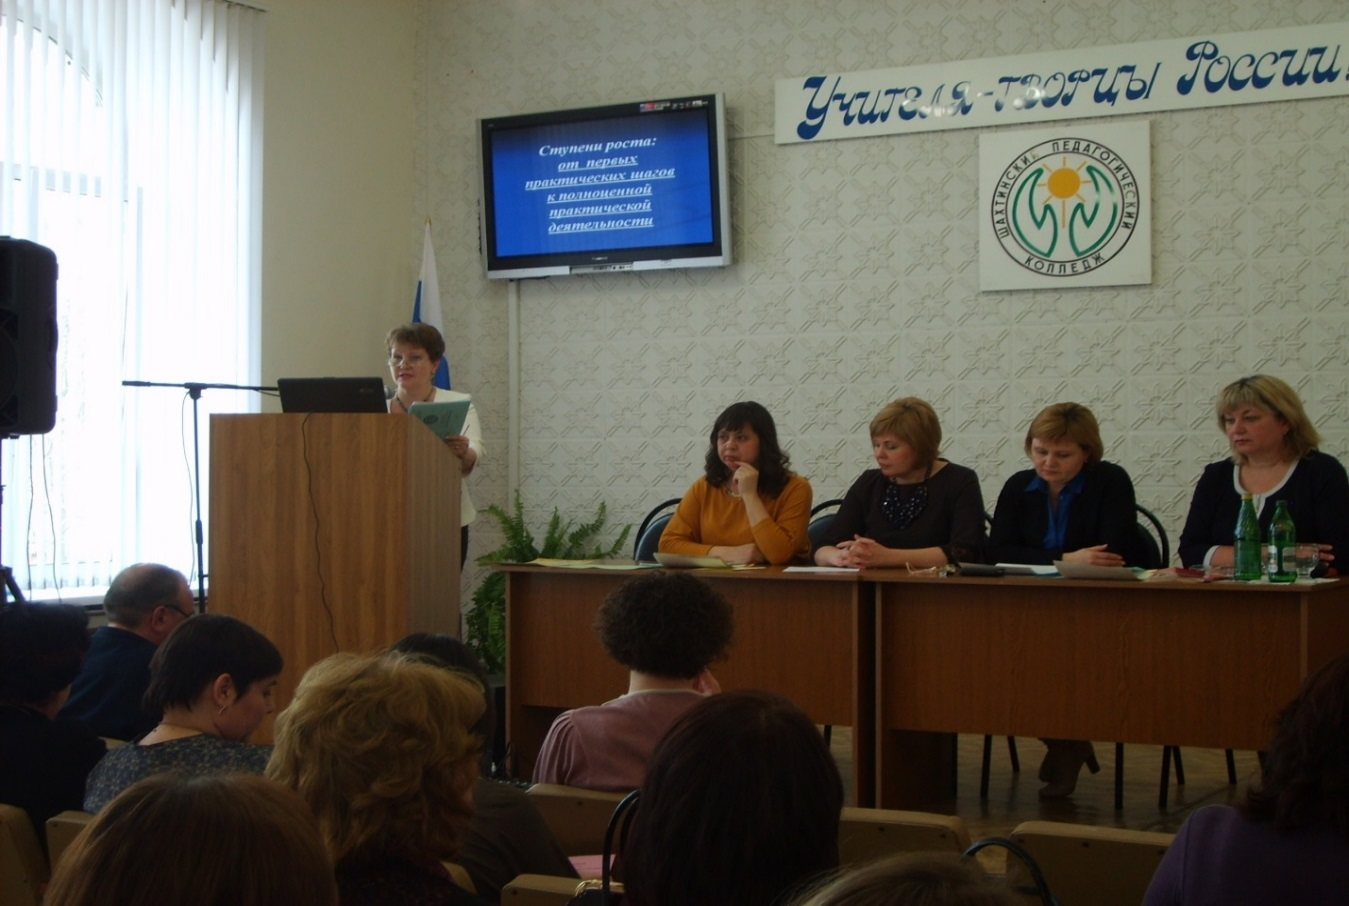 Учителя-творцы России!
Ступени роста:
от первых
практических шагов
к полноценной
практической
деятельности
ШАХТИНСКИЙ ПЕДАГОГИЧЕСКИЙ
КОЛЛЕДЖ